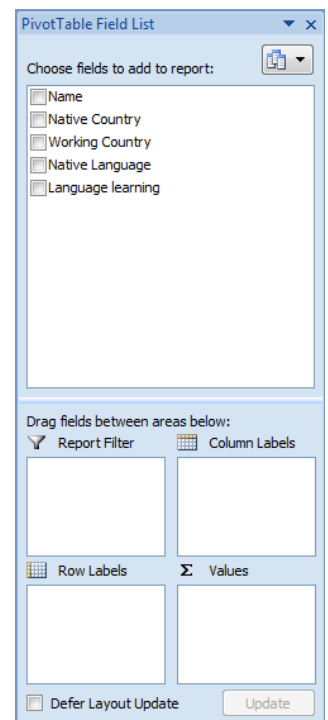 PivotTable Field List
Choose fields to add to report:
Name
Native Country
Working Country
Native Language
Language learning
Drag fields between areas below:
Report Filter
Column Labels
Row Labels
Σ Values
Defer Layout Update
Update